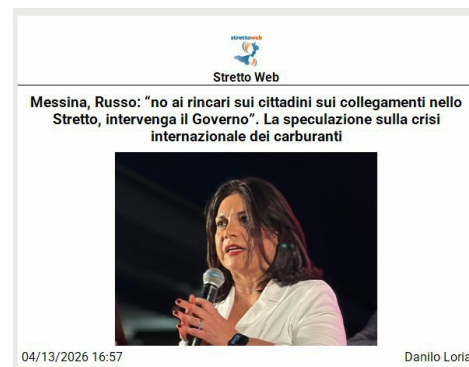 strettoweb
Stretto Web
Messina, Russo: “no ai rincari sui cittadini sui collegamenti nello
Stretto, intervenga il Governo”. La speculazione sulla crisi
internazionale dei carburanti
04/13/2026 16:57
Danilo Loria